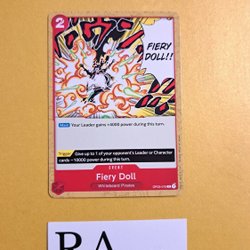 2
FIERY
DOLL!!
Main Your Leader gains +3000 power during this turn.
Trigger Give up to 1 of your opponent's Leader or Character
cards -10000 power during this turn.
EVENT
Fiery Doll
Whitebeard Pirates
RA